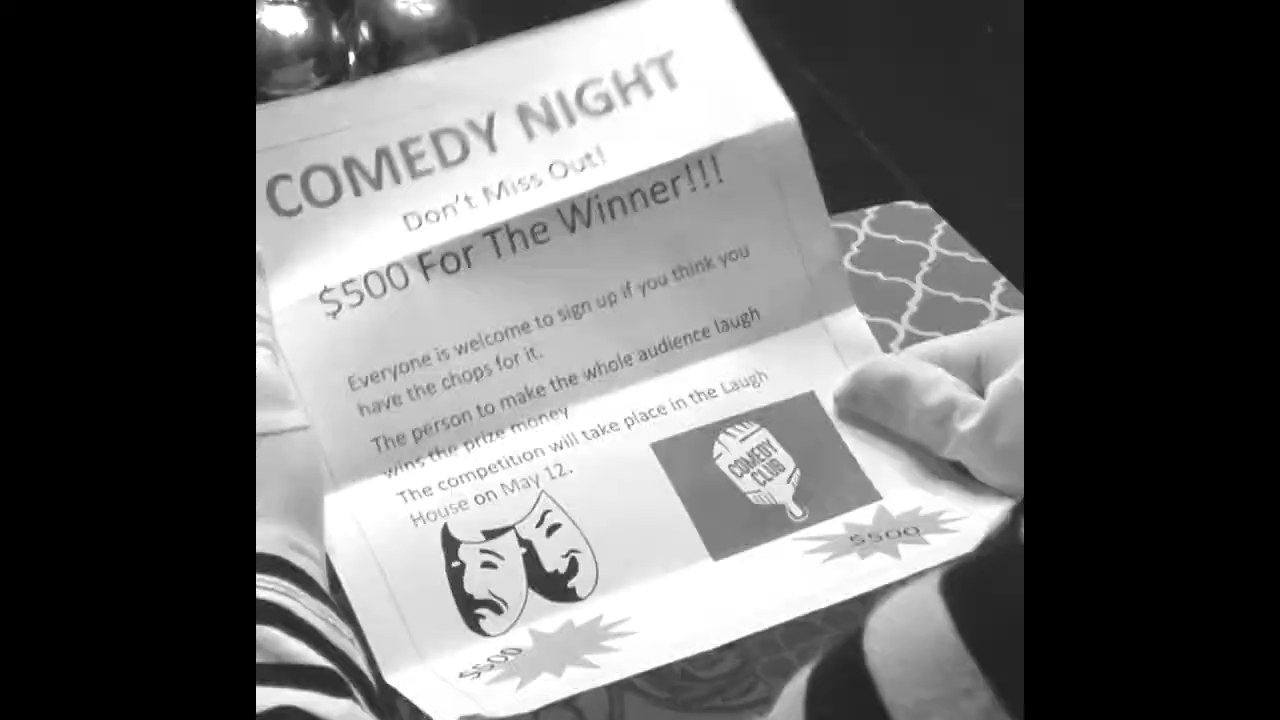 COMEDY NIGHT
Don't Miss Out!
$500 For The Winner!!!
Everyone is welcome to sign up if you think you
have the chops for it.
The person to make the whole audience laugh
wins the prize money
The competition will take place in the Laugh
House on May 12.
COMEDY
CLUB
$500
$500